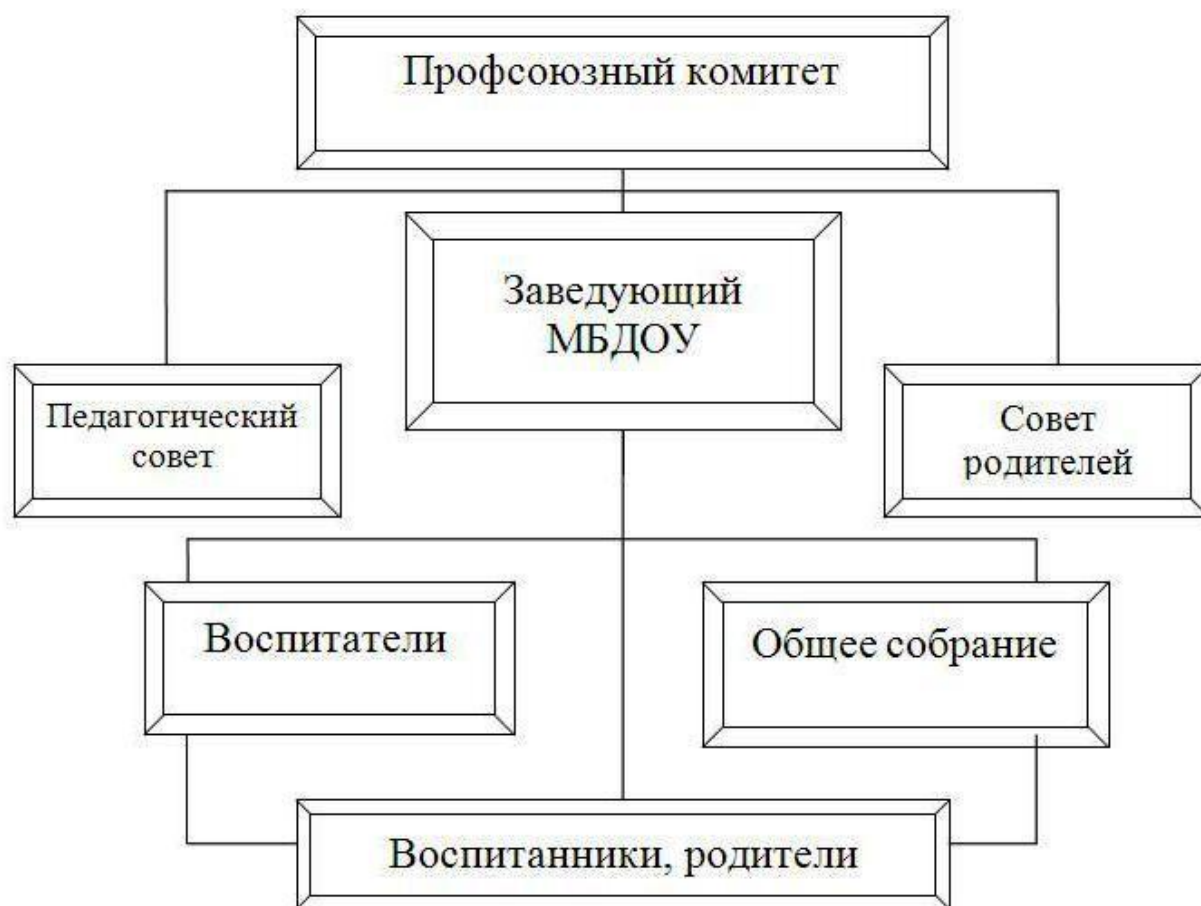 Профсоюзный комитет
Заведующий
МБДОУ
Педагогический
совет
Совет
родителей
Воспитатели
Общее собрание
Воспитанники, родители